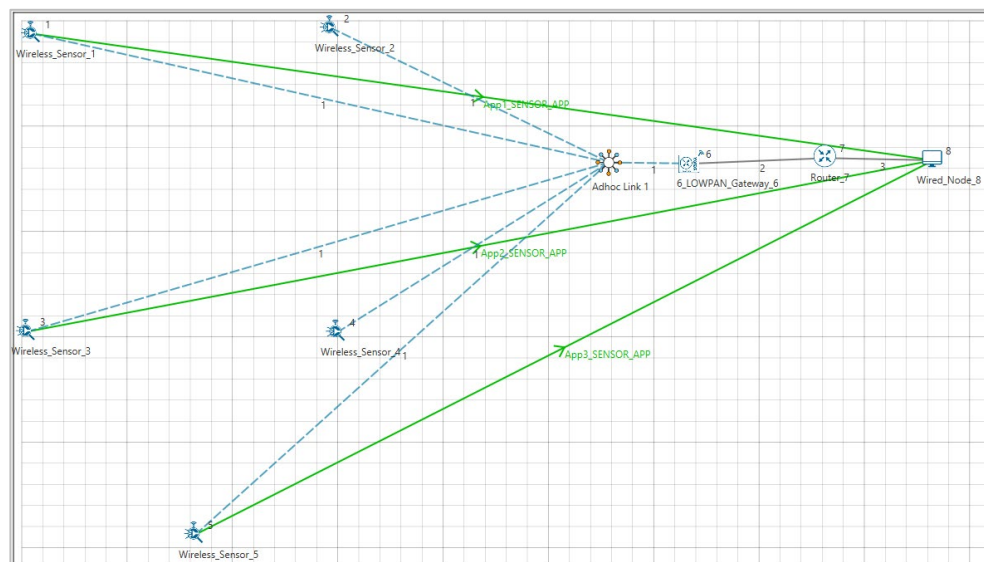 1
Wireless_Sensor_1
2
Wireless_Sensor_2
1
1
App1_SENSOR_APP
Adhoc Link 1
1
6
6_LOWPAN_Gateway_6
2
7
Router_7
3
8
Wired_Node_8
1
1
App2_SENSOR_APP
3
Wireless_Sensor_3
4
Wireless_Sensor_4
1
App3_SENSOR_APP
5
Wireless_Sensor_5